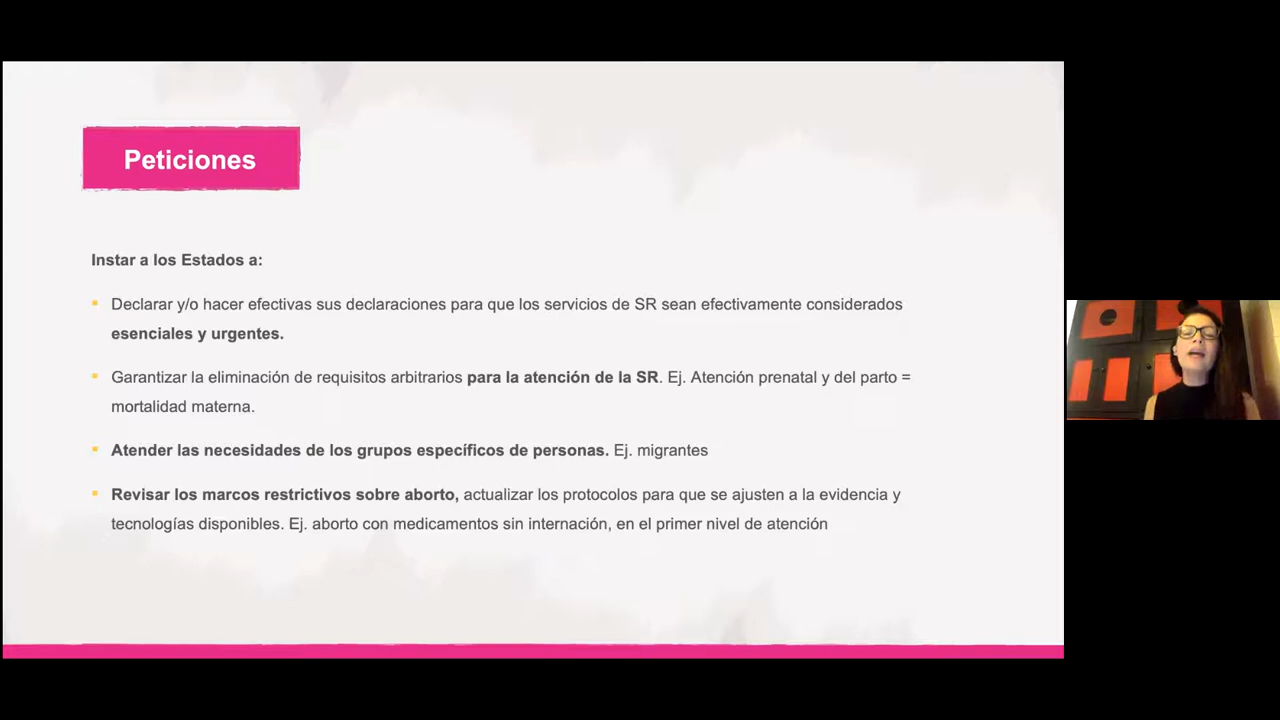 Peticiones
Instar a los Estados a:
Declarar y/o hacer efectivas sus declaraciones para que los servicios de SR sean efectivamente considerados
esenciales y urgentes.
Garantizar la eliminación de requisitos arbitrarios para la atención de la SR. Ej. Atención prenatal y del parto =
mortalidad materna.
Atender las necesidades de los grupos específicos de personas. Ej. migrantes
Revisar los marcos restrictivos sobre aborto, actualizar los protocolos para que se ajusten a la evidencia y
tecnologías disponibles. Ej. aborto con medicamentos sin internación, en el primer nivel de atención